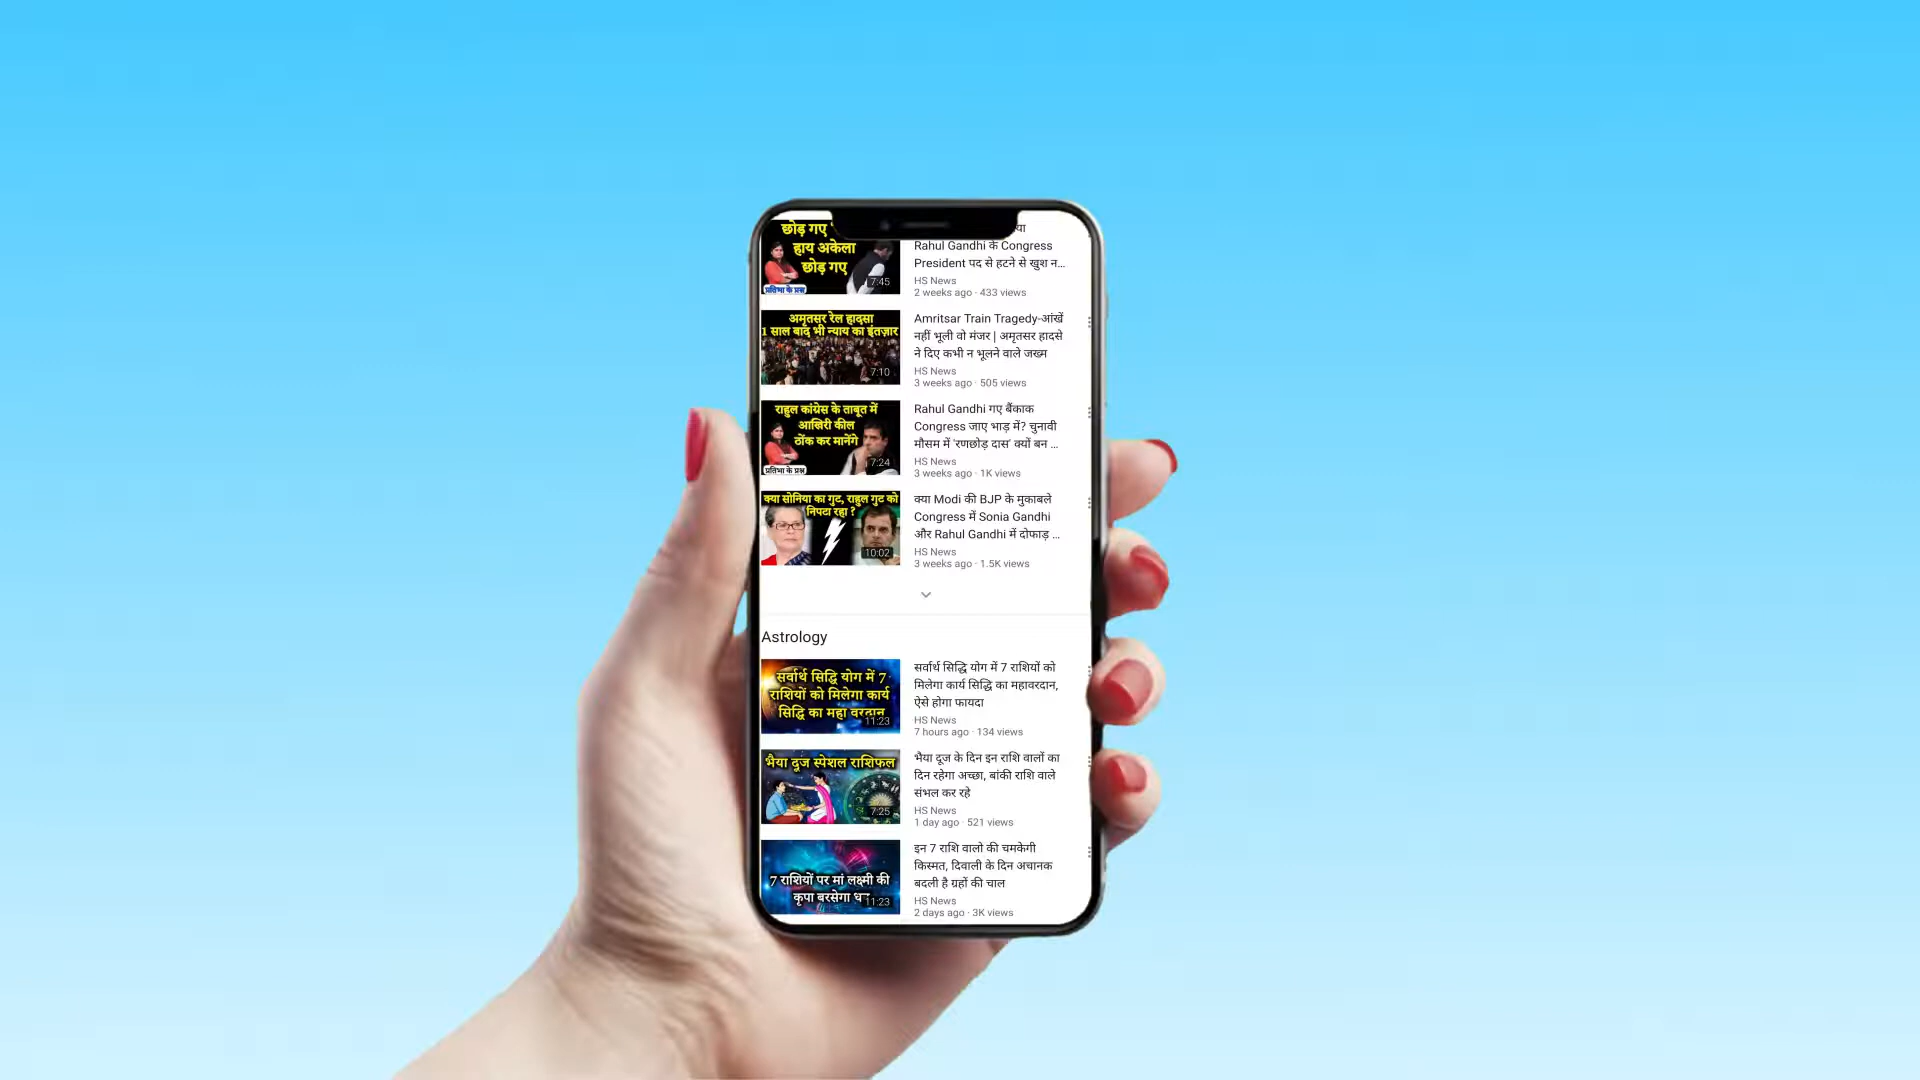 छोड़ गए
हाय अकेला
छोड़ गए
प्रतिभा के प्रश्न
7:45
Rahul Gandhi के Congress
President पद से हटने से खुश न...
HS News
2 weeks ago · 433 views
अमृतसर रेल हादसा
1 साल बाद भी न्याय का इंतज़ार
7:10
Amritsar Train Tragedy-आंखें
नहीं भूली वो मंजर | अमृतसर हादसे
ने दिए कभी न भूलने वाले जख्म
HS News
3 weeks ago · 505 views
राहुल कांग्रेस के ताबूत में
आखिरी कील
ठोंक कर मानेंगे
प्रतिभा के प्रश्न
7:24
Rahul Gandhi गए बैंकाक
Congress जाए भाड़ में? चुनावी
मौसम में 'रणछोड़ दास' क्यों बन ...
HS News
3 weeks ago · 1K views
क्या सोनिया का गुट, राहुल गुट को
निपटा रहा ?
10:02
क्या Modi की BJP के मुकाबले
Congress में Sonia Gandhi
और Rahul Gandhi में दोफाड़ ...
HS News
3 weeks ago · 1.5K views
Astrology
सर्वार्थ सिद्धि योग में 7
राशियों को मिलेगा कार्य
सिद्धि का महा वरदान
11:23
सर्वार्थ सिद्धि योग में 7 राशियों को
मिलेगा कार्य सिद्धि का महावरदान,
ऐसे होगा फायदा
HS News
7 hours ago · 134 views
भैया दूज स्पेशल राशिफल
7:25
भैया दूज के दिन इन राशि वालों का
दिन रहेगा अच्छा, बांकी राशि वाले
संभल कर रहे
HS News
1 day ago · 521 views
7 राशियों पर मां लक्ष्मी की
कृपा बरसेगा
11:23
इन 7 राशि वालो की चमकेगी
किस्मत, दिवाली के दिन अचानक
बदली है ग्रहों की चाल
HS News
2 days ago · 3K views